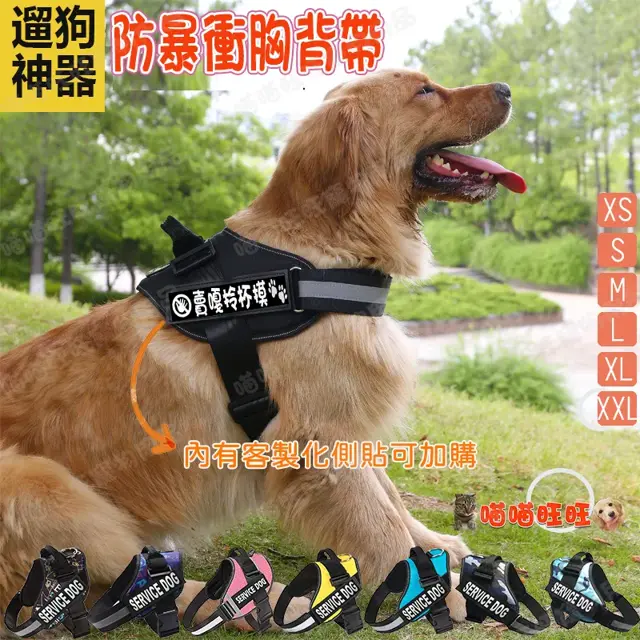 遛狗
神器
防暴衝胸背帶
XS
S
M
L
XL
XXL
賣嘎拎杯摸
內有客製化側貼可加購
喵喵旺旺
SERVICE DOG
SERVICE DOG
SERVICE DOG
SERVICE DOG
SERVICE DOG
SERVICE DOG
SERVICE DOG